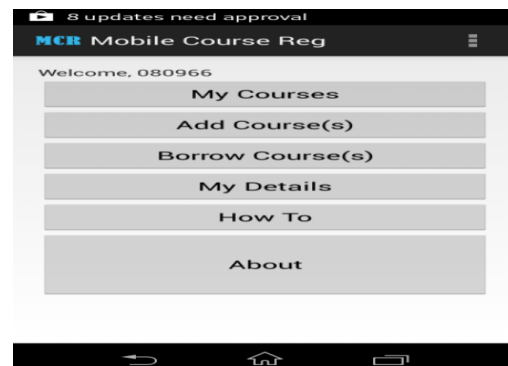 8 updates need approval
MCR Mobile Course Reg
Welcome, 080966
My Courses
Add Course(s)
Borrow Course(s)
My Details
How To
About